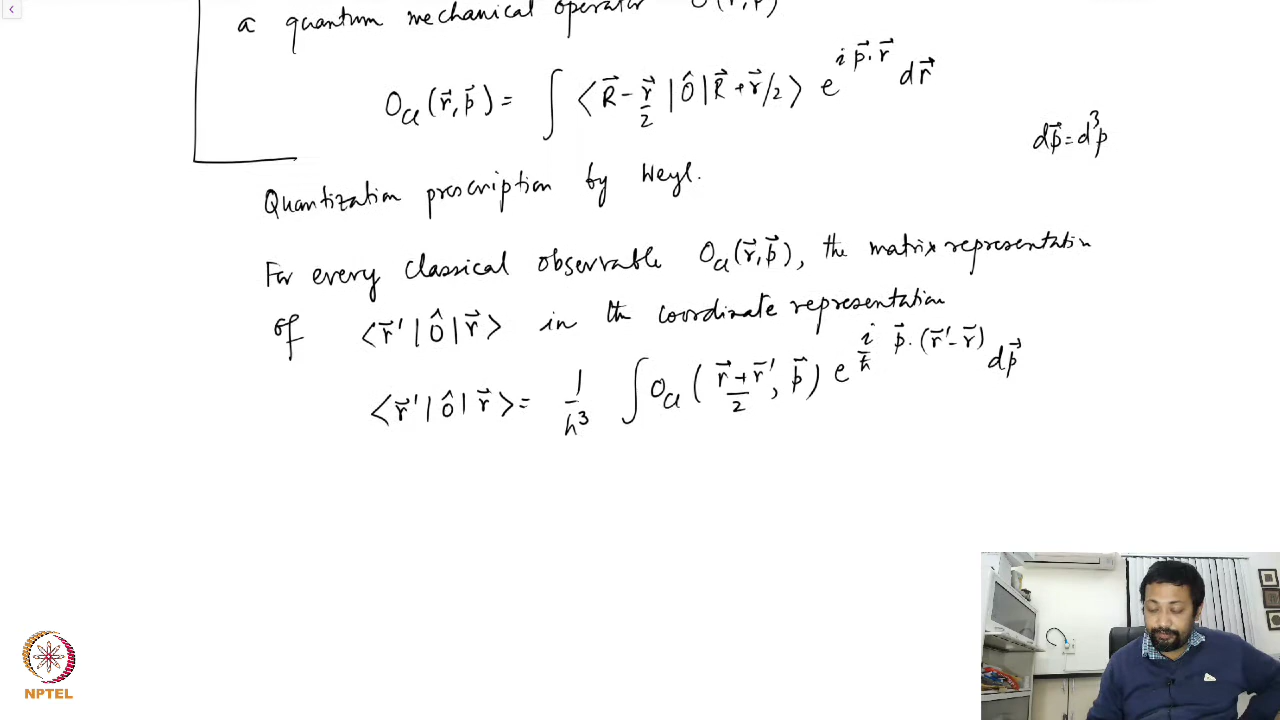 a quantum mechanical operator Ô(r⃗, p⃗)
O_cl(r⃗, p⃗) = ∫ ⟨R⃗ - r⃗/2 | Ô | R⃗ + r⃗/2⟩ e^{i p⃗·r⃗} dr⃗
dp⃗ = d³p
Quantization prescription by Weyl.
For every classical observable O_cl(r⃗, p⃗), the matrix representation
of ⟨r⃗' | Ô | r⃗⟩ in the coordinate representation
⟨r⃗' | ô | r⃗⟩ = 1/h³ ∫ O_cl((r⃗ + r⃗')/2, p⃗) e^{i/ħ p⃗·(r⃗' - r⃗)} dp⃗
NPTEL